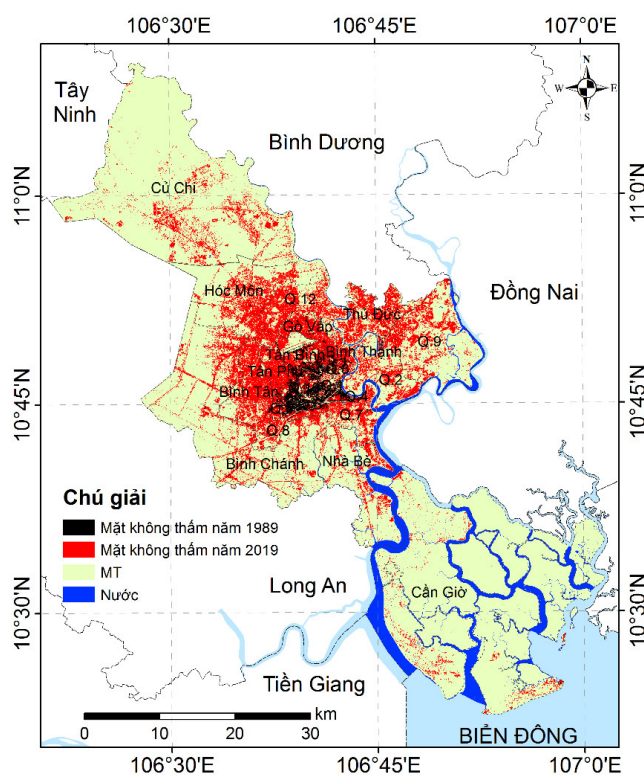 106°30'E 106°45'E 107°0'E
Tây
Ninh
N
W E
S
Bình Dương
11°0'N
11°0'N
Củ Chi
Hóc Môn
Q.12
Đồng Nai
Thủ Đức
Gò Vấp
Q.9
Tân Bình
Bình Thạnh
Tân Phú
Q.2
Bình Tân
10°45'N
10°45'N
Q.7
Q.8
Bình Chánh
Nhà Bè
Chú giải
Mặt không thấm năm 1989
Mặt không thấm năm 2019
MT
Nước
Long An
Cần Giờ
10°30'N
10°30'N
Tiền Giang
km
0 10 20 30
BIỂN ĐÔNG
106°30'E 106°45'E 107°0'E